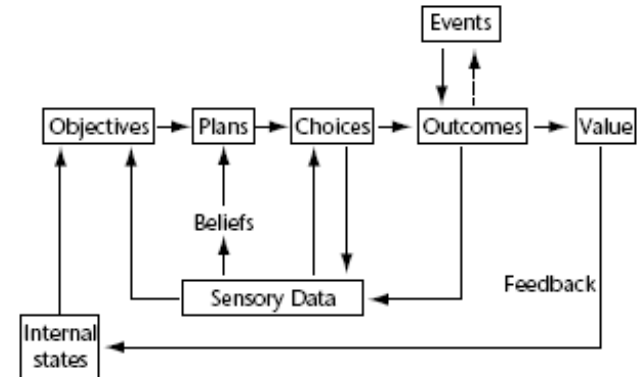 Events
Objectives Plans Choices Outcomes Value
Beliefs
Sensory Data
Feedback
Internal
states